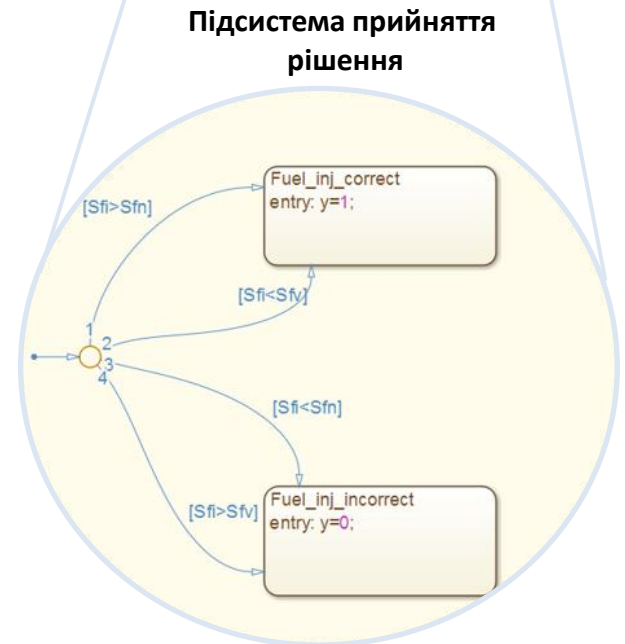 Підсистема прийняття
рішення
Fuel_inj_correct
entry: y=1;
[Sfi>Sfn]
[Sfi<Sfv]
1
2
3
4
[Sfi<Sfn]
[Sfi>Sfv]
Fuel_inj_incorrect
entry: y=0;